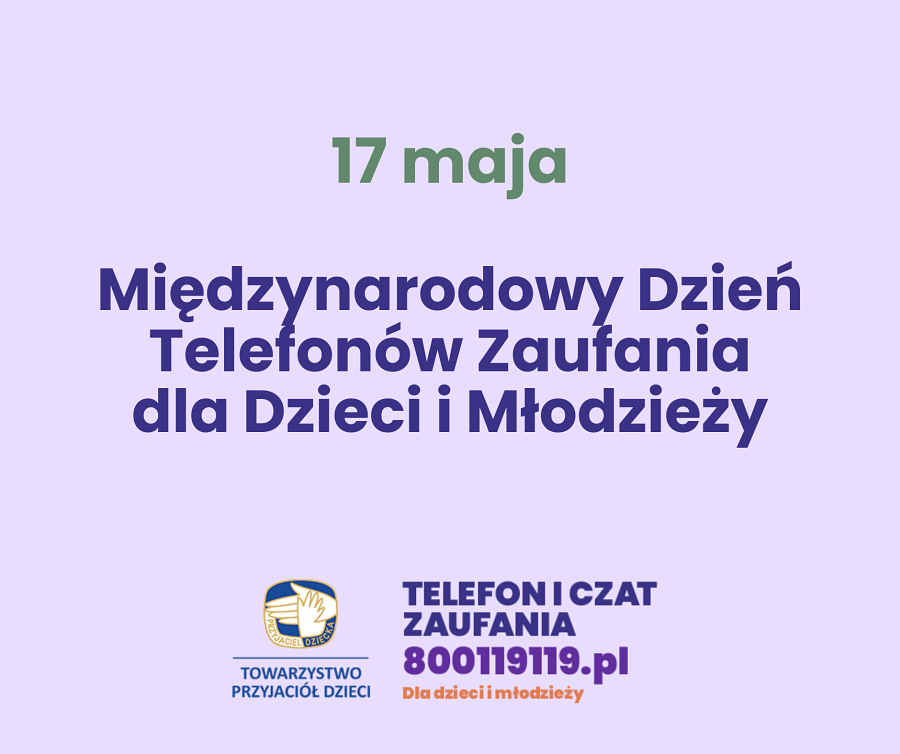 17 maja
Międzynarodowy Dzień
Telefonów Zaufania
dla Dzieci i Młodzieży
PRZYJACIEL DZIECKA
TOWARZYSTWO
PRZYJACIÓŁ DZIECI
TELEFON I CZAT
ZAUFANIA
800119119.pl
Dla dzieci i młodzieży